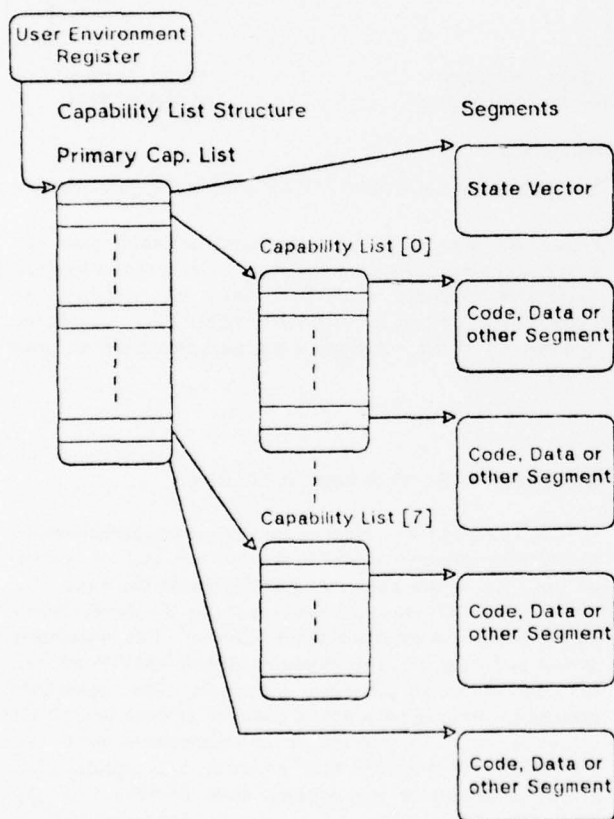 User Environment
Register
Capability List Structure
Segments
Primary Cap. List
State Vector
Capability List [0]
Code, Data or
other Segment
Code, Data or
other Segment
Capability List [7]
Code, Data or
other Segment
Code, Data or
other Segment